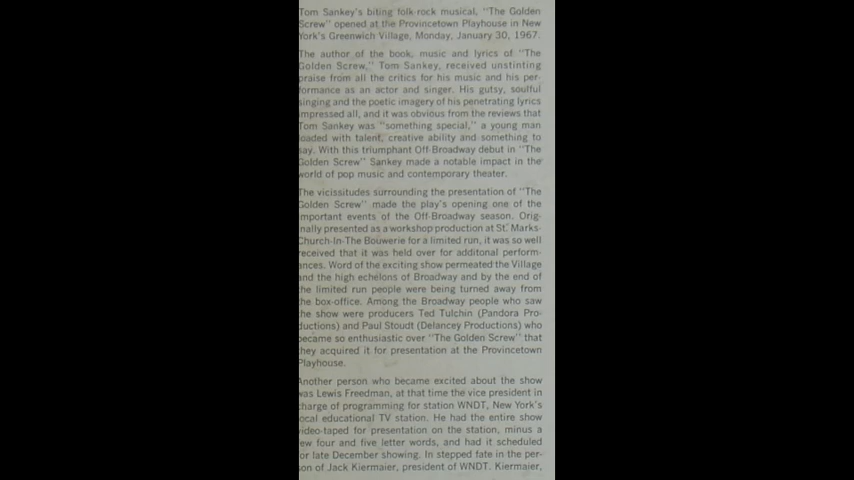 Tom Sankey's biting folk-rock musical, "The Golden
Screw" opened at the Provincetown Playhouse in New
York's Greenwich Village, Monday, January 30, 1967.
The author of the book, music and lyrics of "The
Golden Screw," Tom Sankey, received unstinting
praise from all the critics for his music and his per-
formance as an actor and singer. His gutsy, soulful
singing and the poetic imagery of his penetrating lyrics
impressed all, and it was obvious from the reviews that
Tom Sankey was "something special," a young man
loaded with talent, creative ability and something to
say. With this triumphant Off-Broadway debut in "The
Golden Screw" Sankey made a notable impact in the
world of pop music and contemporary theater.
The vicissitudes surrounding the presentation of "The
Golden Screw" made the play's opening one of the
important events of the Off-Broadway season. Orig-
nally presented as a workshop production at St. Marks-
Church-In-The Bouwerie for a limited run, it was so well
received that it was held over for additonal perform-
ances. Word of the exciting show permeated the Village
and the high echelons of Broadway and by the end of
the limited run people were being turned away from
the box-office. Among the Broadway people who saw
the show were producers Ted Tulchin (Pandora Pro-
ductions) and Paul Stoudt (Delancey Productions) who
became so enthusiastic over "The Golden Screw" that
they acquired it for presentation at the Provincetown
Playhouse.
Another person who became excited about the show
was Lewis Freedman, at that time the vice president in
charge of programming for station WNDT, New York's
ocal educational TV station. He had the entire show
video-taped for presentation on the station, minus a
ew four and five letter words, and had it scheduled
or late December showing. In stepped fate in the per-
son of Jack Kiermaier, president of WNDT. Kiermaier,